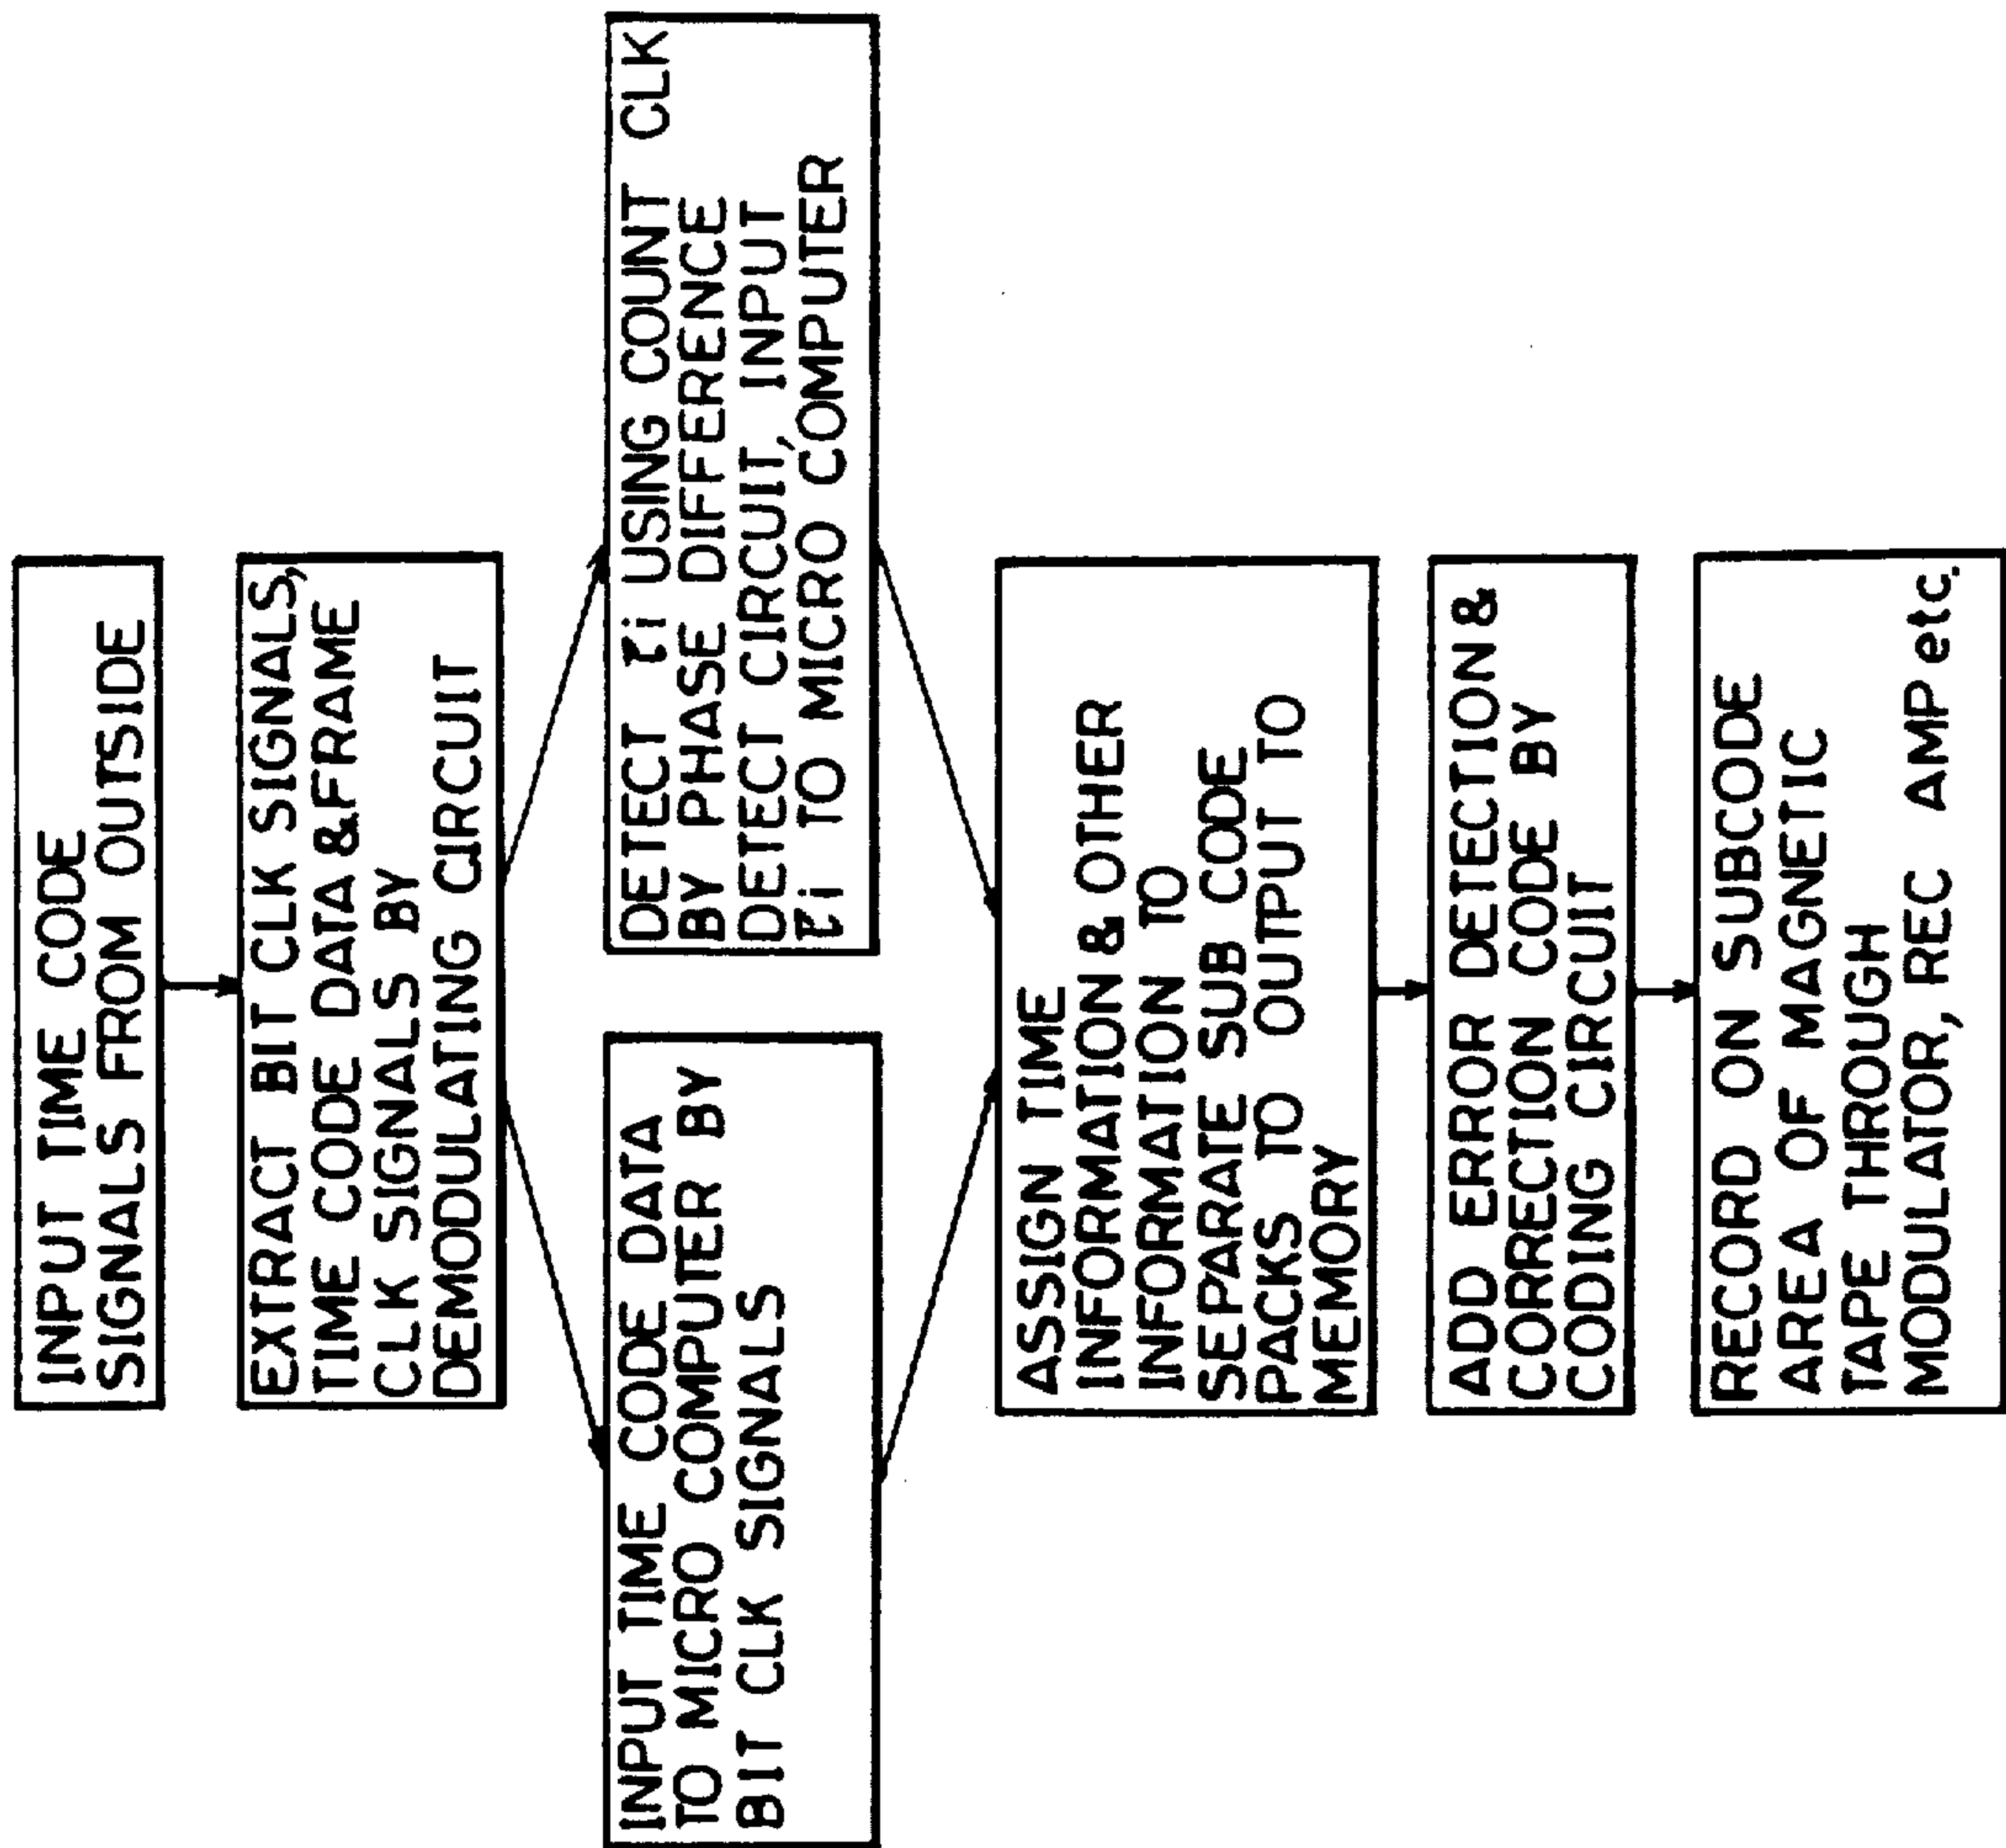 INPUT TIME CODE
SIGNALS FROM OUTSIDE
EXTRACT BIT CLK SIGNALS,
TIME CODE DATA & FRAME
CLK SIGNALS BY
DEMODULATING CIRCUIT
INPUT TIME CODE DATA
TO MICRO COMPUTER BY
BIT CLK SIGNALS
DETECT τi USING COUNT CLK
BY PHASE DIFFERENCE
DETECT CIRCUIT, INPUT
τi TO MICRO COMPUTER
ASSIGN TIME
INFORMATION & OTHER
INFORMATION TO
SEPARATE SUB CODE
PACKS TO OUTPUT TO
MEMORY
ADD ERROR DETECTION &
CORRECTION CODE BY
CODING CIRCUIT
RECORD ON SUBCODE
AREA OF MAGNETIC
TAPE THROUGH
MODULATOR, REC AMP etc.